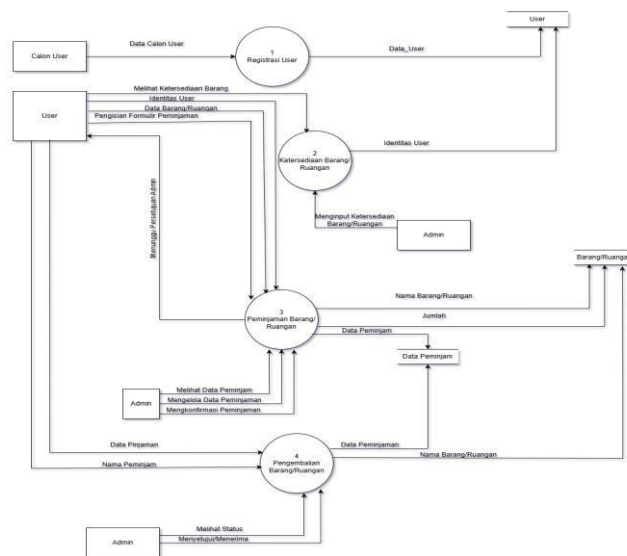 User
Calon User
Data Calon User
1
Registrasi User
Data_User
Melihat Ketersediaan Barang
Identitas User
Data Barang/Ruangan
Pengisian Formulir Peminjaman
User
2
Ketersediaan Barang/
Ruangan
Identitas User
Menunggu Persetujuan Admin
Menginput Ketersediaan
Barang/Ruangan
Admin
Barang/Ruangan
Nama Barang/Ruangan
3
Peminjaman Barang/
Ruangan
Jumlah
Data Peminjam
Data Peminjam
Admin
Melihat Data Peminjam
Mengelola Data Peminjaman
Mengkonfirmasi Peminjaman
Data Pinjaman
Nama Peminjam
4
Pengembalian
Barang/Ruangan
Data Peminjaman
Nama Barang/Ruangan
Admin
Melihat Status
Menyetujui/Menerima